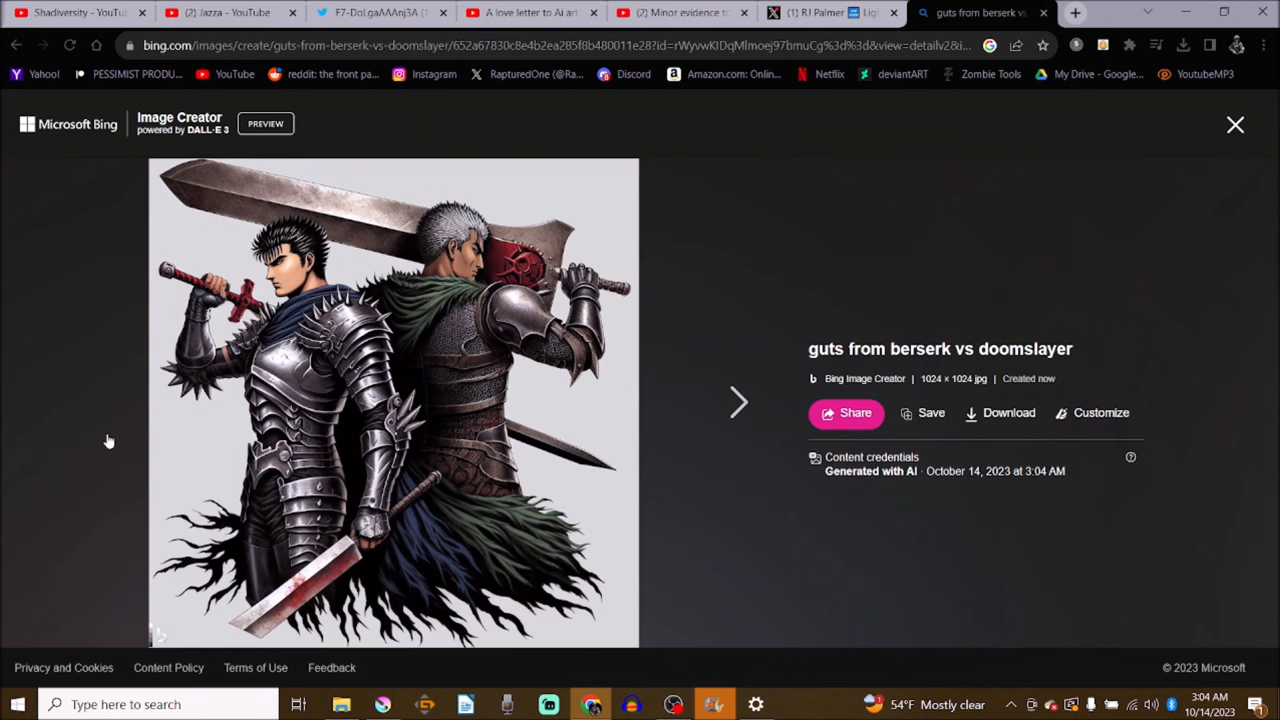 Shadiversity - YouTu
(2) Jazza - YouTube
F7-DqLgaAAAnj3A (1
A love letter to Ai art
(2) Minor evidence to
(1) RJ Palmer
guts from berserk vs
bing.com/images/create/guts-from-berserk-vs-doomslayer/652a67830c8e4b2ea285f8b480011e28?id=rWyvwKIDqMlmoej97bmuCg%3d%3d&view=detailv2&i...
Yahoo!
PESSIMIST PRODU...
YouTube
reddit: the front pa...
Instagram
RapturedOne (@Ra...
Discord
Amazon.com: Onlin...
Netflix
deviantART
Zombie Tools
My Drive - Google...
YoutubeMP3
Microsoft Bing
Image Creator
powered by DALL·E 3
PREVIEW
guts from berserk vs doomslayer
Bing Image Creator | 1024 × 1024 jpg | Created now
Share
Save
Download
Customize
Content credentials
Generated with AI · October 14, 2023 at 3:04 AM
Privacy and Cookies
Content Policy
Terms of Use
Feedback
© 2023 Microsoft
Type here to search
54°F Mostly clear
3:04 AM
10/14/2023